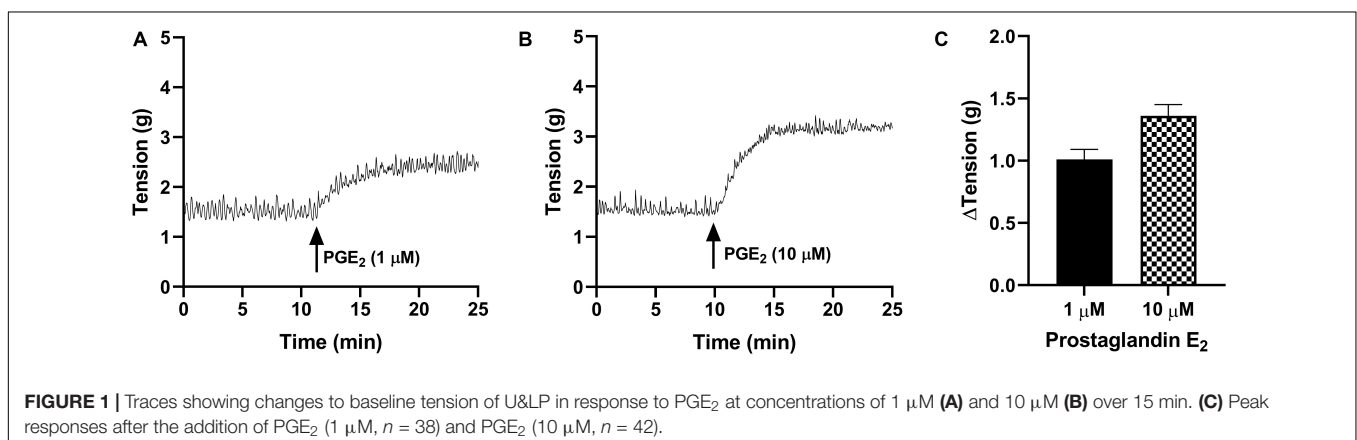 A
5
4
3
2
1
0
Tension (g)
PGE₂ (1 μM)
0 5 10 15 20 25
Time (min)
B
5
4
3
2
1
0
Tension (g)
PGE₂ (10 μM)
0 5 10 15 20 25
Time (min)
C
2.0
1.5
1.0
0.5
0.0
ΔTension (g)
1 μM 10 μM
Prostaglandin E₂
FIGURE 1 | Traces showing changes to baseline tension of U&LP in response to PGE₂ at concentrations of 1 μM (A) and 10 μM (B) over 15 min. (C) Peak
responses after the addition of PGE₂ (1 μM, n = 38) and PGE₂ (10 μM, n = 42).